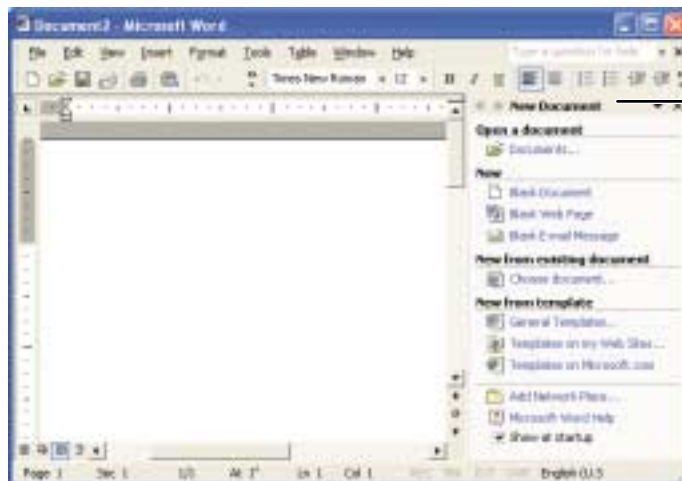 Document2 - Microsoft Word
File Edit View Insert Format Tools Table Window Help Type a question for help
Times New Roman 12 B I U
New Document
Open a document
Documents...
New
Blank Document
Blank Web Page
Blank E-mail Message
New from existing document
Choose document...
New from template
General Templates...
Templates on my Web Sites...
Templates on Microsoft.com
Add Network Place...
Microsoft Word Help
Show at startup
Page 1 Sec 1 1/1 At 1" Ln 1 Col 1 English (U.S